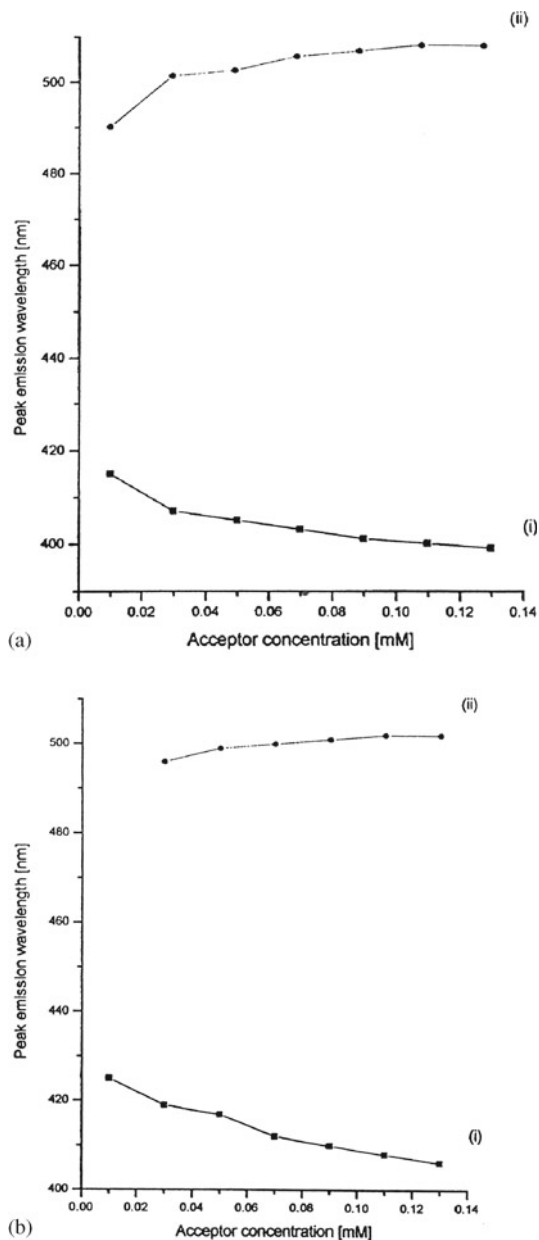 (ii)
500
480
460
440
420
400
Peak emission wavelength [nm]
(i)
0.00 0.02 0.04 0.06 0.08 0.10 0.12 0.14
Acceptor concentration [mM]
(a)
(ii)
500
480
460
440
420
400
Peak emission wavelength [nm]
(i)
0.00 0.02 0.04 0.06 0.08 0.10 0.12 0.14
Acceptor concentration [mM]
(b)